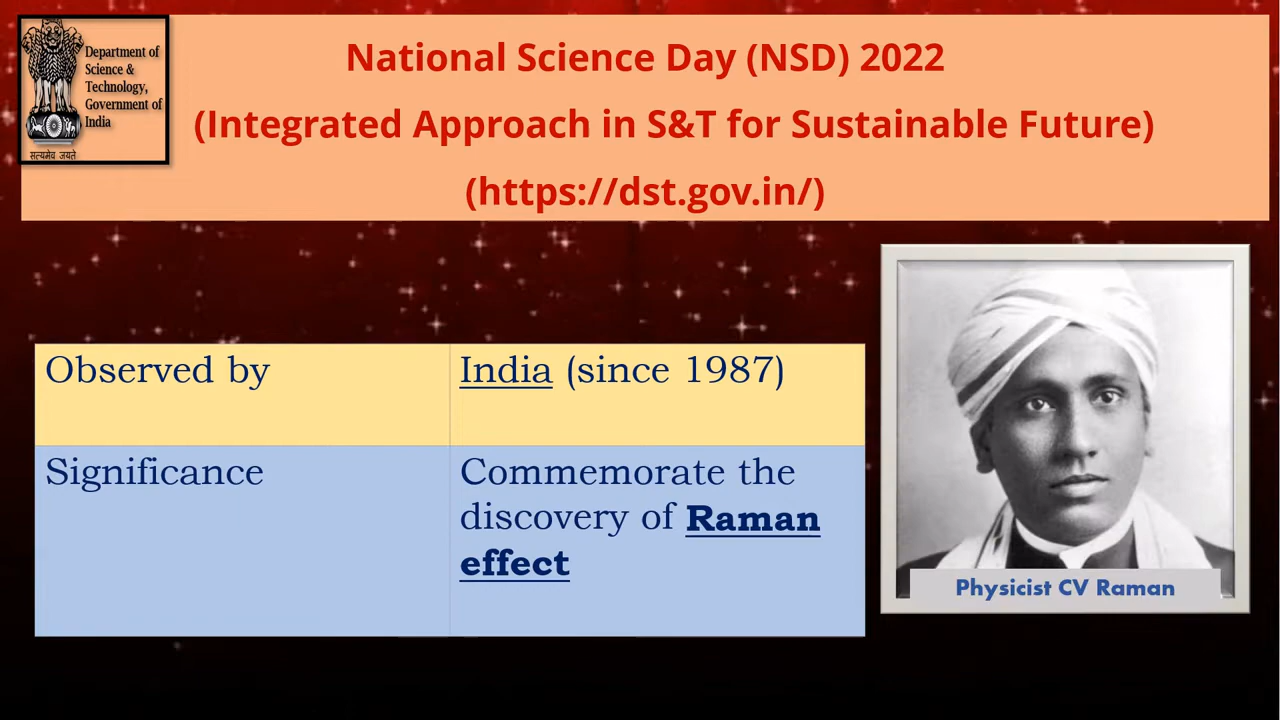 Department of
Science &
Technology,
Government of
India
सत्यमेव जयते
National Science Day (NSD) 2022
(Integrated Approach in S&T for Sustainable Future)
(https://dst.gov.in/)
Observed by
India (since 1987)
Significance
Commemorate the
discovery of Raman
effect
Physicist CV Raman